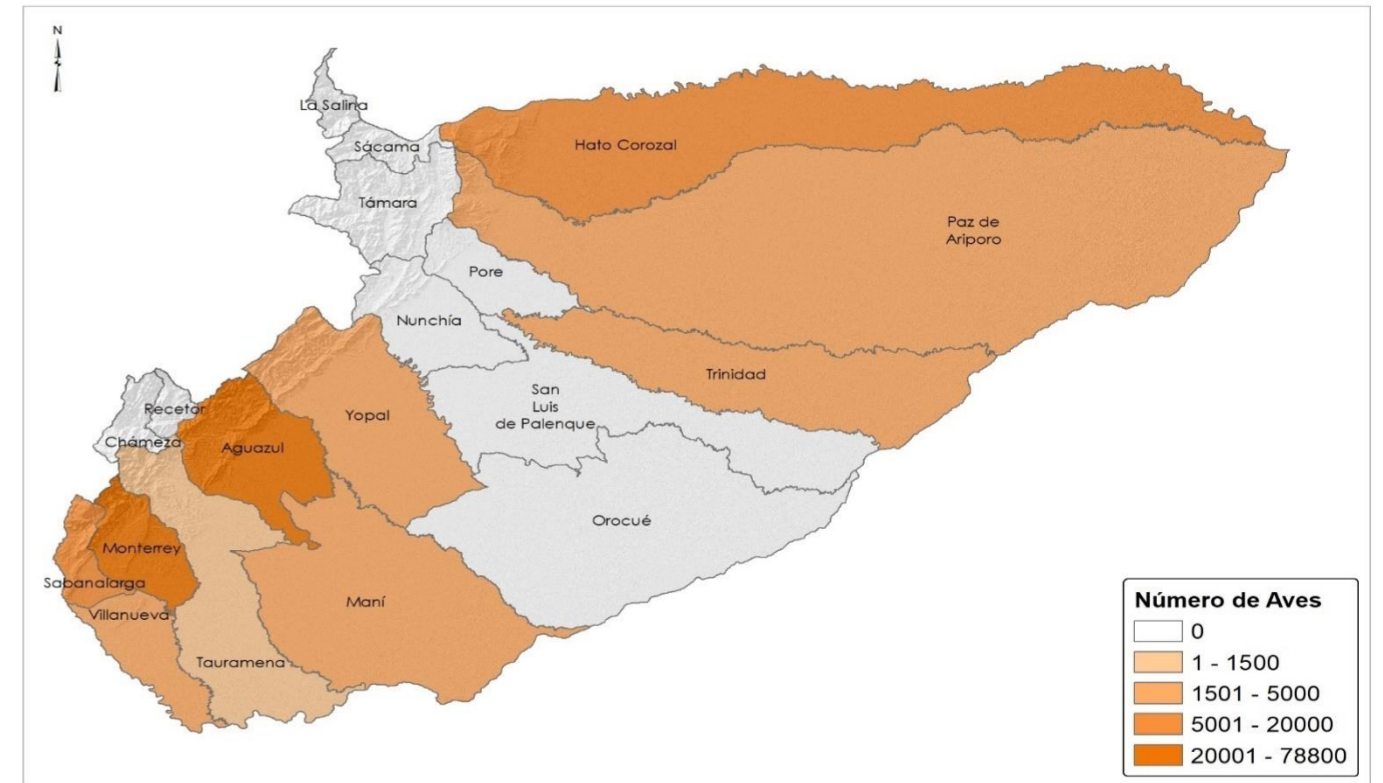 N
La Salina
Sácama
Hato Corozal
Támara
Paz de
Ariporo
Pore
Nunchía
Trinidad
San
Luis
de Palenque
Recetor
Yopal
Chámeza
Aguazul
Orocué
Monterrey
Sabanalarga
Maní
Villanueva
Tauramena
Número de Aves
0
1 - 1500
1501 - 5000
5001 - 20000
20001 - 78800